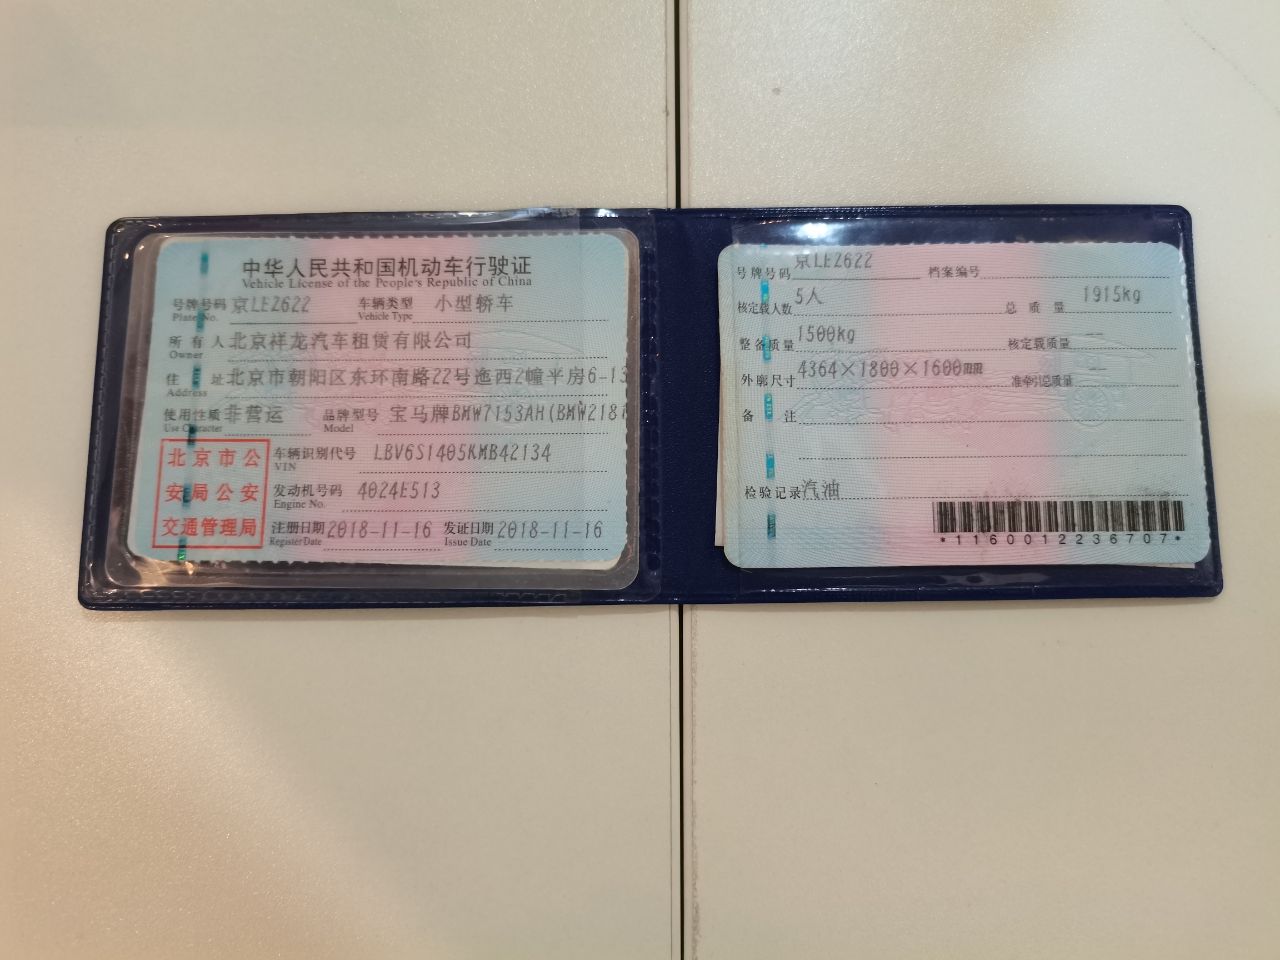 中华人民共和国机动车行驶证
Vehicle License of the People's Republic of China
号牌号码 京LE2622 车辆类型 小型轿车
Plate No. Vehicle Type
所有人 北京祥龙汽车租赁有限公司
Owner
住址 北京市朝阳区东环南路22号迤西2幢平房6-13
Address
使用性质 非营运 品牌型号 宝马牌BMW7153AH(BMW218i
Use Character Model
北京市公
安局公安
交通管理局
车辆识别代号 LBV6S1405KMB42134
VIN
发动机号码 4024E513
Engine No.
注册日期 2018-11-16 发证日期 2018-11-16
Register Date Issue Date
号牌号码 京LE2622 档案编号
核定载人数 5人 总质量 1915kg
整备质量 1500kg 核定载质量 --
外廓尺寸 4364×1800×1600mm 准牵引总质量 --
备注
检验记录 汽油
*1160012236707*